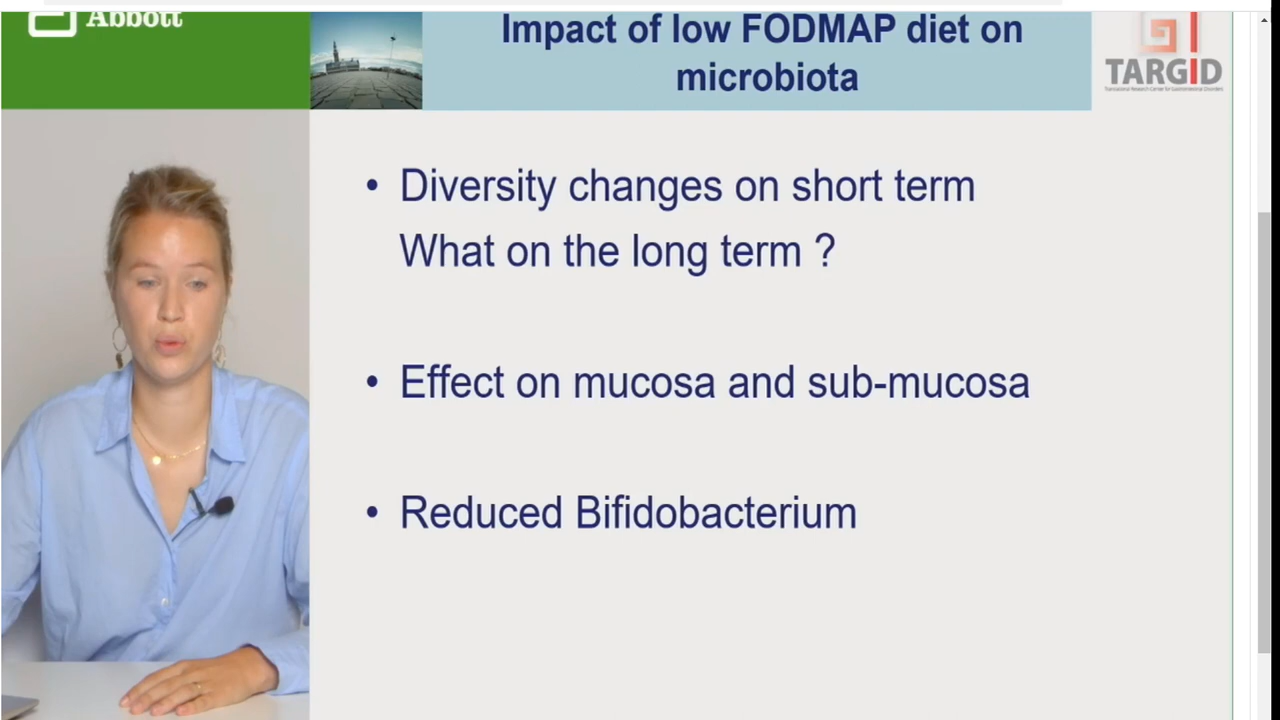 Abbott
Impact of low FODMAP diet on
microbiota
TARGID
• Diversity changes on short term
What on the long term ?
• Effect on mucosa and sub-mucosa
• Reduced Bifidobacterium